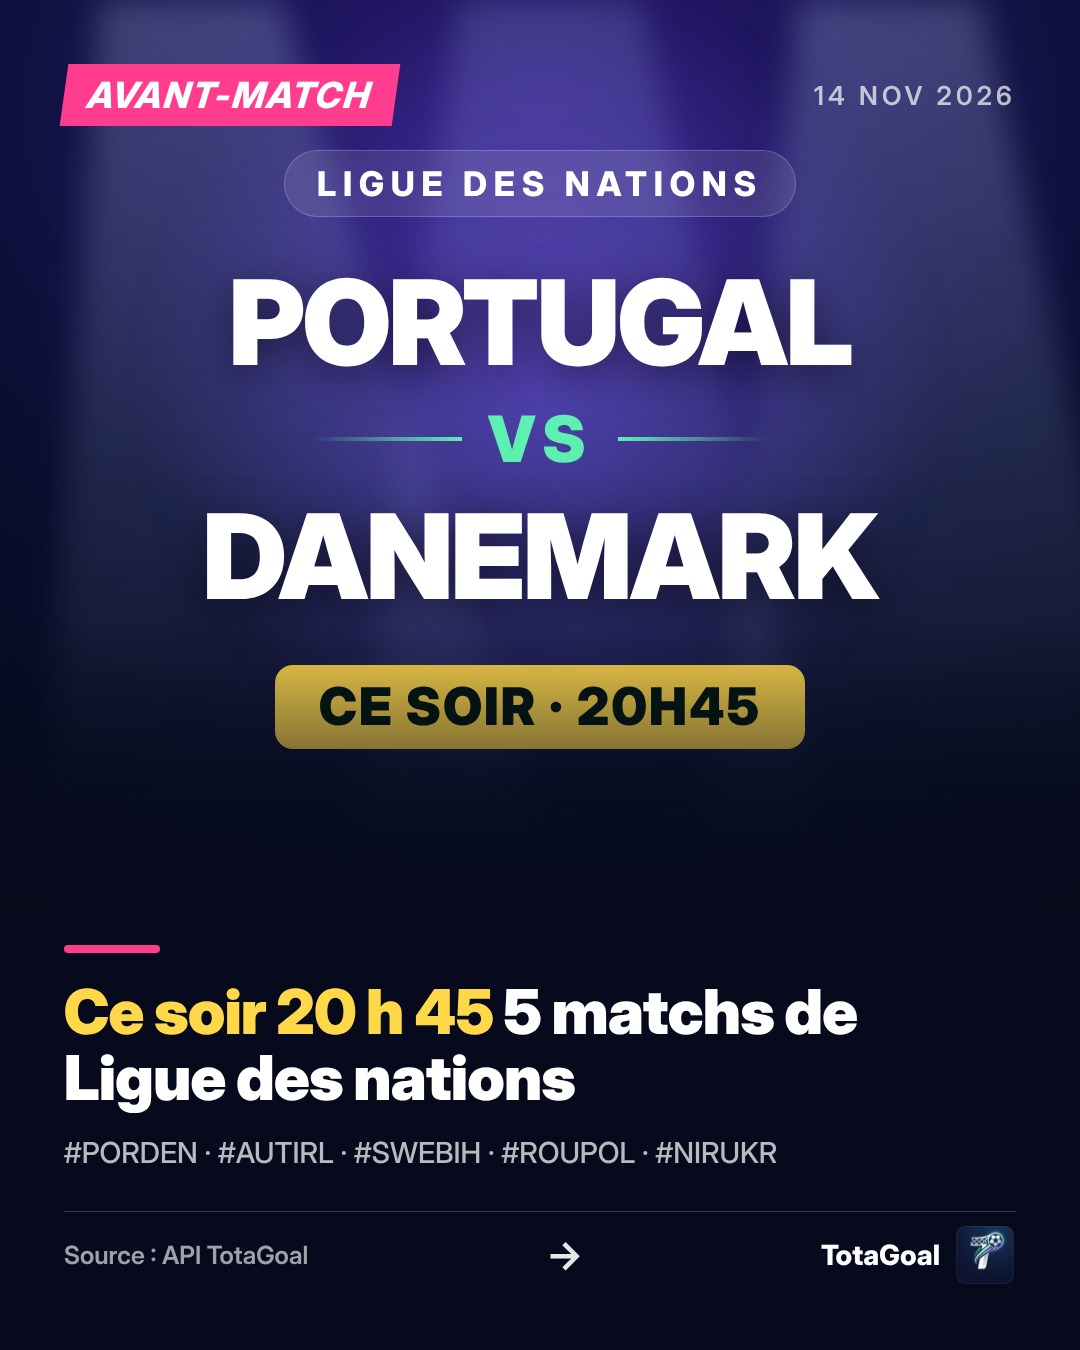 AVANT-MATCH
14 NOV 2026
LIGUE DES NATIONS
PORTUGAL
VS
DANEMARK
CE SOIR · 20H45
Ce soir 20 h 45 5 matchs de
Ligue des nations
#PORDEN · #AUTIRL · #SWEBIH · #ROUPOL · #NIRUKR
Source : API TotaGoal
→
TotaGoal